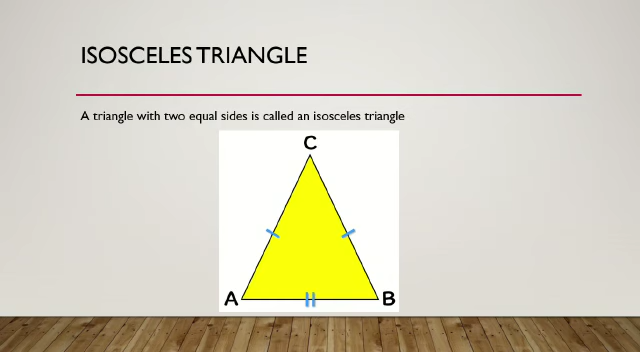 ISOSCELES TRIANGLE
A triangle with two equal sides is called an isosceles triangle
C
A B